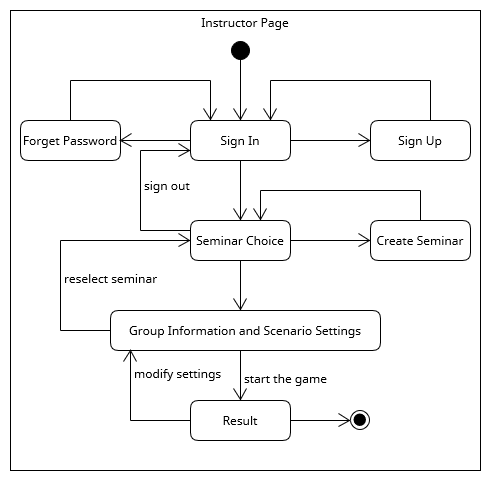 Instructor Page
Forget Password
Sign In
Sign Up
sign out
Seminar Choice
Create Seminar
reselect seminar
Group Information and Scenario Settings
modify settings
start the game
Result